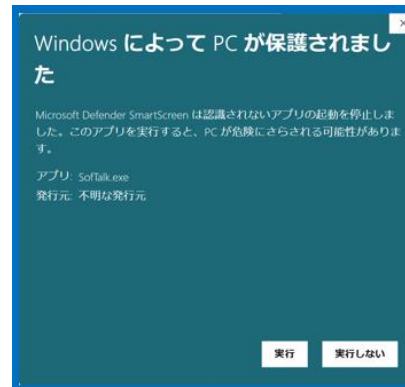 Windows によって PC が保護されまし
た
Microsoft Defender SmartScreen は認識されないアプリの起動を停止しま
した。このアプリを実行すると、PC が危険にさらされる可能性がありま
す。
アプリ: SofTalk.exe
発行元: 不明な発行元
実行 実行しない